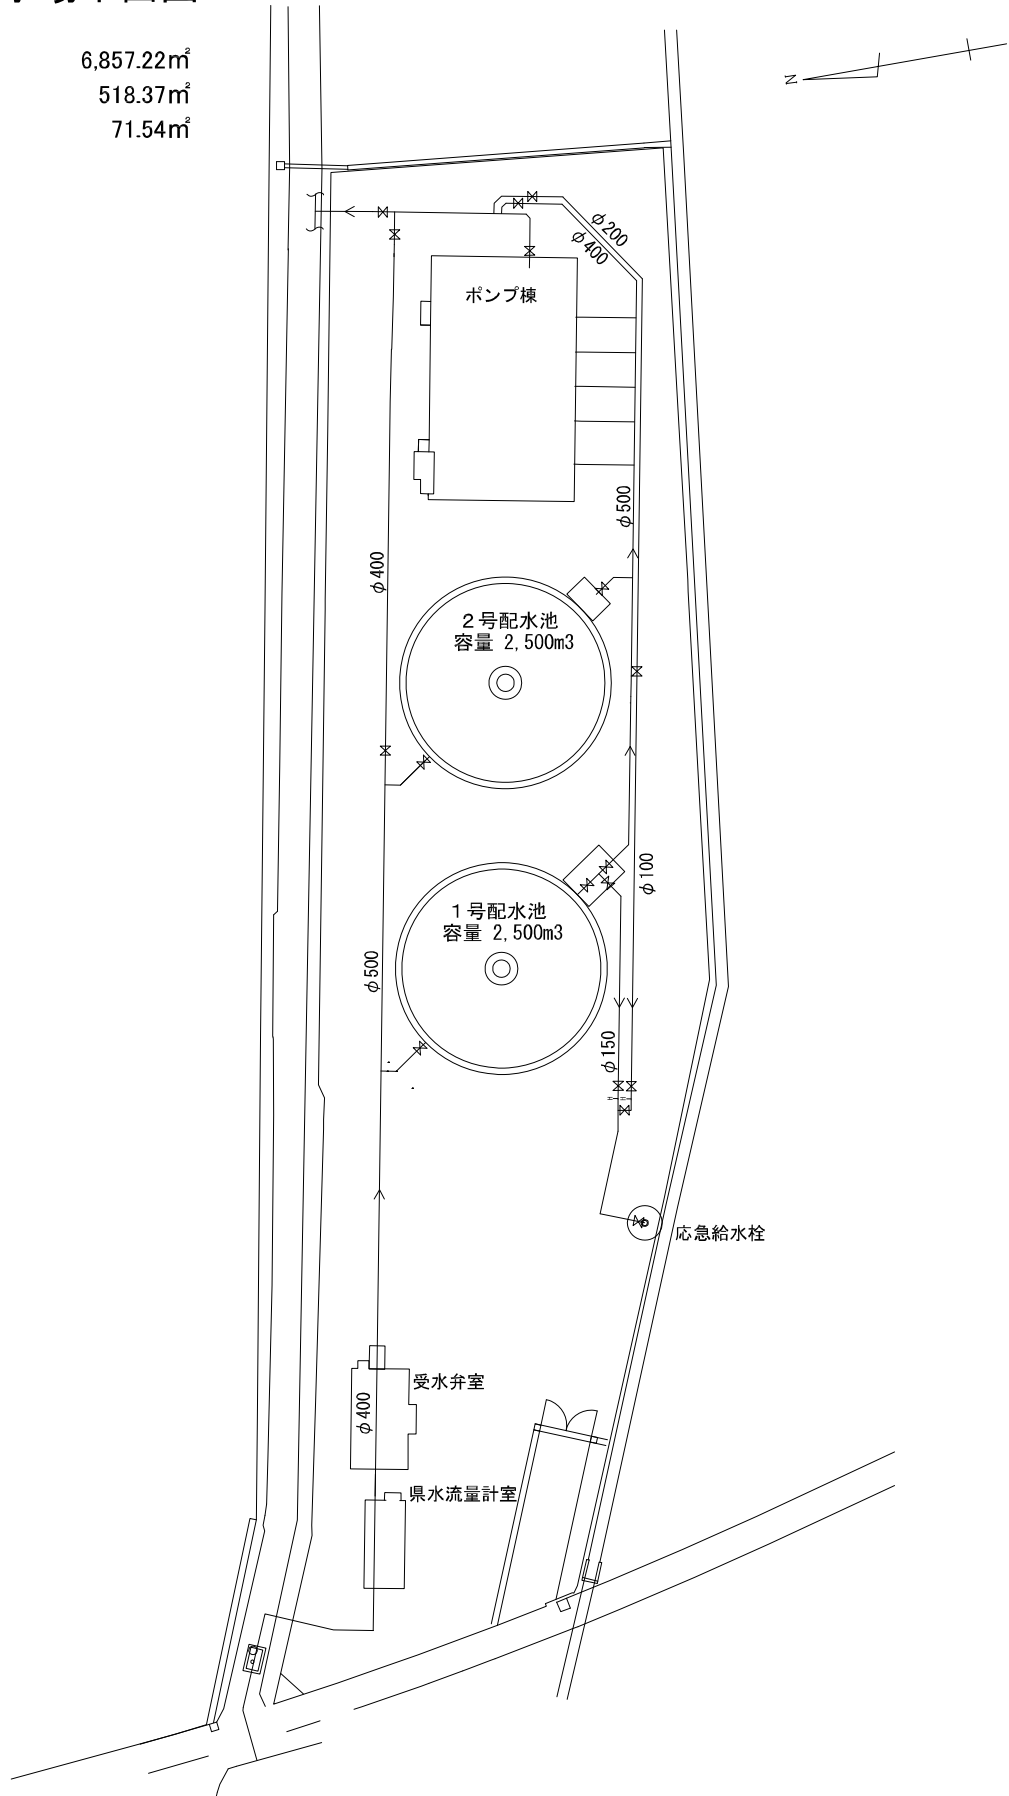 6,857.22㎡
518.37㎡
71.54㎡
N
φ200
φ400
ポンプ棟
φ500
φ400
２号配水池
容量 2,500m3
φ100
１号配水池
容量 2,500m3
φ500
φ150
応急給水栓
受水弁室
φ400
県水流量計室